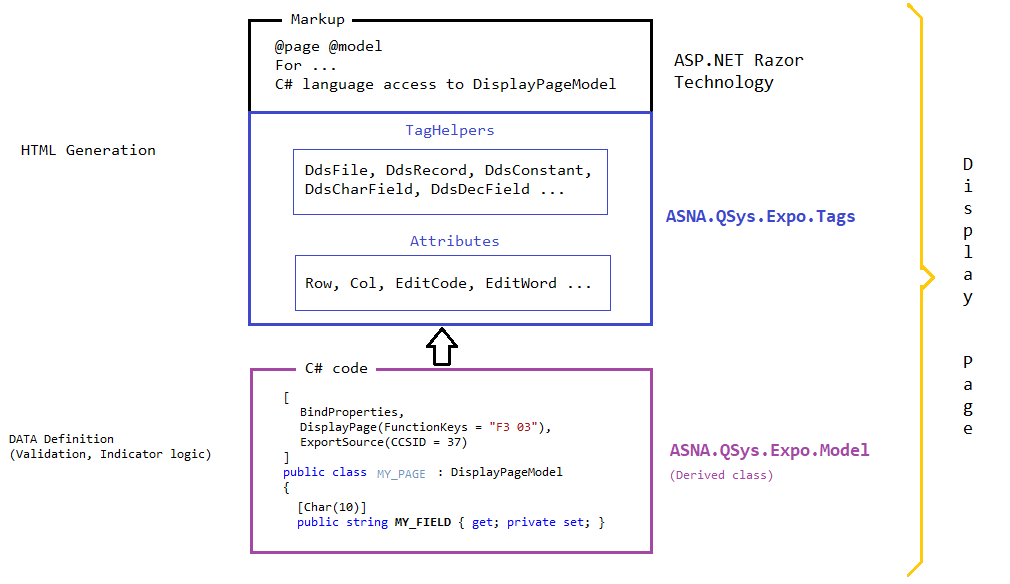 Markup
@page @model
For ...
C# language access to DisplayPageModel
ASP.NET Razor
Technology
HTML Generation
TagHelpers
DdsFile, DdsRecord, DdsConstant,
DdsCharField, DdsDecField ...
ASNA.QSys.Expo.Tags
Attributes
Row, Col, EditCode, EditWord ...
C# code
[
BindProperties,
DisplayPage(FunctionKeys = "F3 03"),
ExportSource(CCSID = 37)
]
public class MY_PAGE : DisplayPageModel
{
[Char(10)]
public string MY_FIELD { get; private set; }
DATA Definition
(Validation, Indicator logic)
ASNA.QSys.Expo.Model
(Derived class)
Display Page